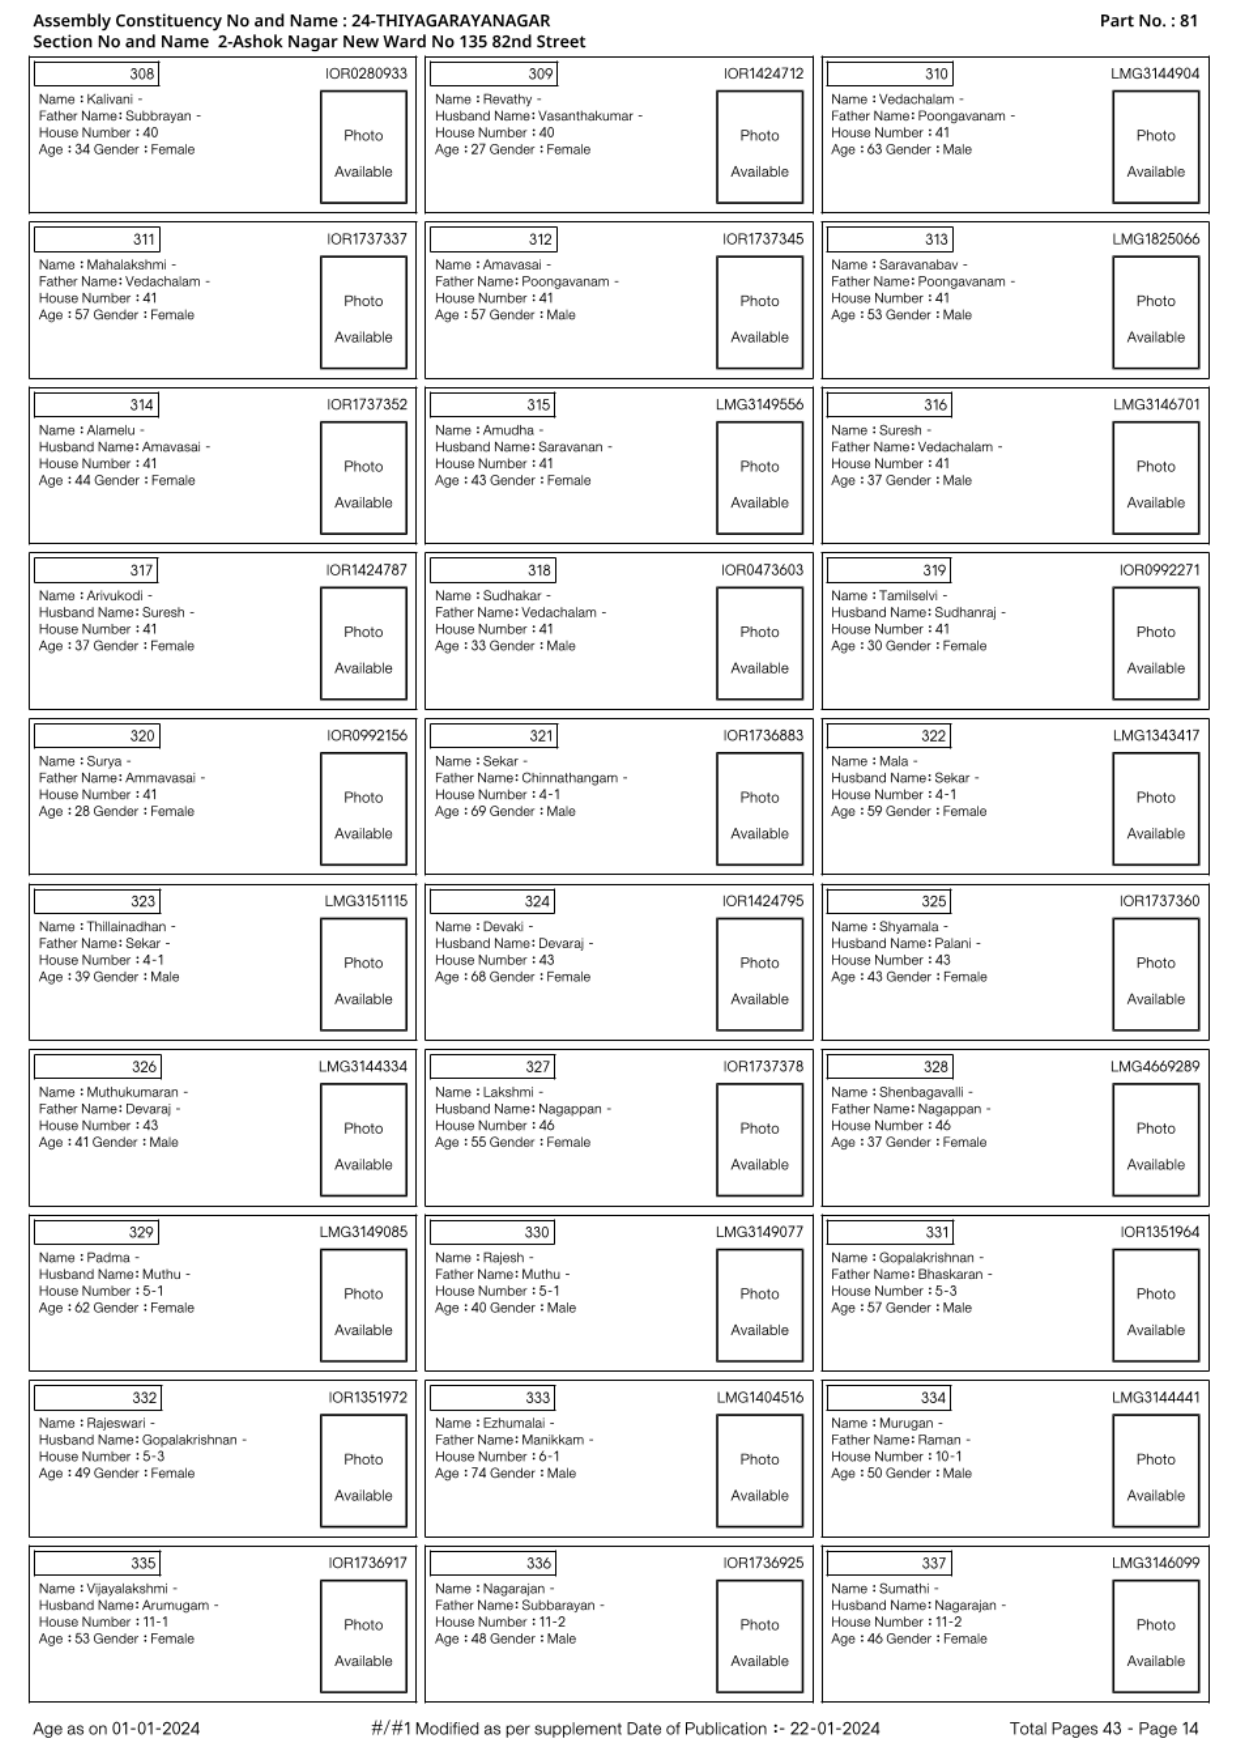 Assembly Constituency No and Name : 24-THIYAGARAYANAGAR
Part No. : 81
Section No and Name 2-Ashok Nagar New Ward No 135 82nd Street
308 IOR0280933
Name : Kalivani -
Father Name: Subbrayan -
House Number : 40
Age : 34 Gender : Female
Photo
Available
309 IOR1424712
Name : Revathy -
Husband Name: Vasanthakumar -
House Number : 40
Age : 27 Gender : Female
Photo
Available
310 LMG3144904
Name : Vedachalam -
Father Name: Poongavanam -
House Number : 41
Age : 63 Gender : Male
Photo
Available
311 IOR1737337
Name : Mahalakshmi -
Father Name: Vedachalam -
House Number : 41
Age : 57 Gender : Female
Photo
Available
312 IOR1737345
Name : Amavasai -
Father Name: Poongavanam -
House Number : 41
Age : 57 Gender : Male
Photo
Available
313 LMG1825066
Name : Saravanabav -
Father Name: Poongavanam -
House Number : 41
Age : 53 Gender : Male
Photo
Available
314 IOR1737352
Name : Alamelu -
Husband Name: Amavasai -
House Number : 41
Age : 44 Gender : Female
Photo
Available
315 LMG3149556
Name : Amudha -
Husband Name: Saravanan -
House Number : 41
Age : 43 Gender : Female
Photo
Available
316 LMG3146701
Name : Suresh -
Father Name: Vedachalam -
House Number : 41
Age : 37 Gender : Male
Photo
Available
317 IOR1424787
Name : Arivukodi -
Husband Name: Suresh -
House Number : 41
Age : 37 Gender : Female
Photo
Available
318 IOR0473603
Name : Sudhakar -
Father Name: Vedachalam -
House Number : 41
Age : 33 Gender : Male
Photo
Available
319 IOR0992271
Name : Tamilselvi -
Husband Name: Sudhanraj -
House Number : 41
Age : 30 Gender : Female
Photo
Available
320 IOR0992156
Name : Surya -
Father Name: Ammavasai -
House Number : 41
Age : 28 Gender : Female
Photo
Available
321 IOR1736883
Name : Sekar -
Father Name: Chinnathangam -
House Number : 4-1
Age : 69 Gender : Male
Photo
Available
322 LMG1343417
Name : Mala -
Husband Name: Sekar -
House Number : 4-1
Age : 59 Gender : Female
Photo
Available
323 LMG3151115
Name : Thillainadhan -
Father Name: Sekar -
House Number : 4-1
Age : 39 Gender : Male
Photo
Available
324 IOR1424795
Name : Devaki -
Husband Name: Devaraj -
House Number : 43
Age : 68 Gender : Female
Photo
Available
325 IOR1737360
Name : Shyamala -
Husband Name: Palani -
House Number : 43
Age : 43 Gender : Female
Photo
Available
326 LMG3144334
Name : Muthukumaran -
Father Name: Devaraj -
House Number : 43
Age : 41 Gender : Male
Photo
Available
327 IOR1737378
Name : Lakshmi -
Husband Name: Nagappan -
House Number : 46
Age : 55 Gender : Female
Photo
Available
328 LMG4669289
Name : Shenbagavalli -
Father Name: Nagappan -
House Number : 46
Age : 37 Gender : Female
Photo
Available
329 LMG3149085
Name : Padma -
Husband Name: Muthu -
House Number : 5-1
Age : 62 Gender : Female
Photo
Available
330 LMG3149077
Name : Rajesh -
Father Name: Muthu -
House Number : 5-1
Age : 40 Gender : Male
Photo
Available
331 IOR1351964
Name : Gopalakrishnan -
Father Name: Bhaskaran -
House Number : 5-3
Age : 57 Gender : Male
Photo
Available
332 IOR1351972
Name : Rajeswari -
Husband Name: Gopalakrishnan -
House Number : 5-3
Age : 49 Gender : Female
Photo
Available
333 LMG1404516
Name : Ezhumalai -
Father Name: Manikkam -
House Number : 6-1
Age : 74 Gender : Male
Photo
Available
334 LMG3144441
Name : Murugan -
Father Name: Raman -
House Number : 10-1
Age : 50 Gender : Male
Photo
Available
335 IOR1736917
Name : Vijayalakshmi -
Husband Name: Arumugam -
House Number : 11-1
Age : 53 Gender : Female
Photo
Available
336 IOR1736925
Name : Nagarajan -
Father Name: Subbarayan -
House Number : 11-2
Age : 48 Gender : Male
Photo
Available
337 LMG3146099
Name : Sumathi -
Husband Name: Nagarajan -
House Number : 11-2
Age : 46 Gender : Female
Photo
Available
Age as on 01-01-2024
#/#1 Modified as per supplement Date of Publication :- 22-01-2024
Total Pages 43 - Page 14